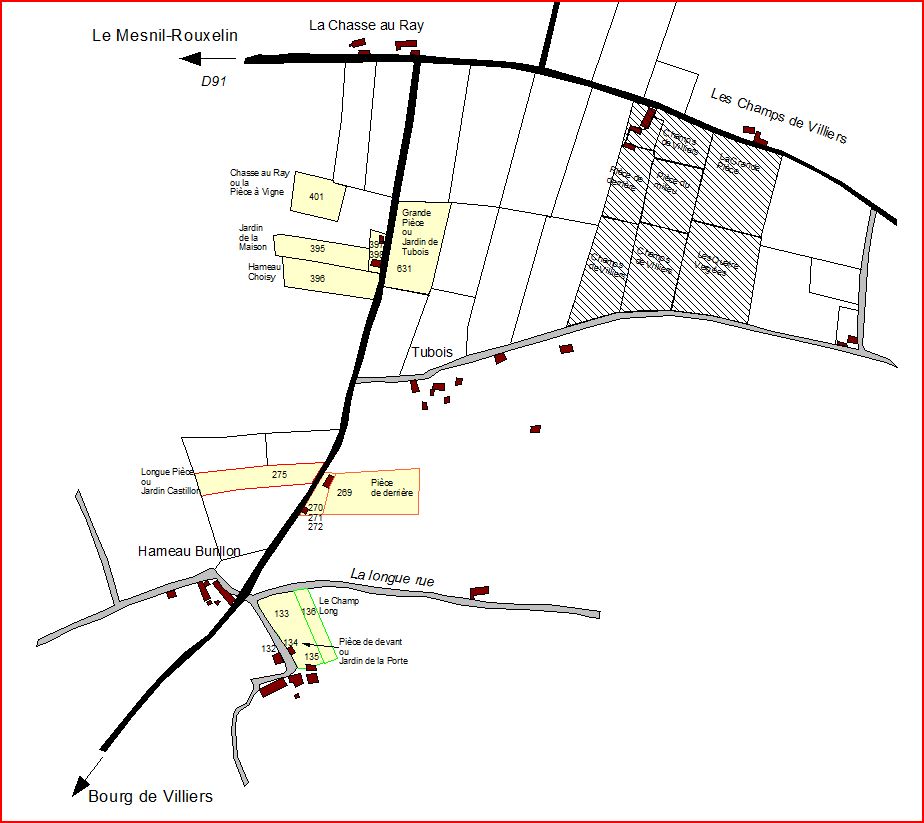 La Chasse au Ray
Le Mesnil-Rouxelin
D91
Les Champs de Villiers
Champs
de Villiers
La Grande
Pièce
Pièce de
derrière
Pièce du
milieu
Champs
de Villiers
Champs
de Villiers
Les Quatre
Vergées
Chasse au Ray
ou la
Pièce à Vigne
401
Grande
Pièce
ou
Jardin de
Tubois
631
Jardin
de la
Maison
395
Hameau
Choisy
396
Tubois
Longue Pièce
ou
Jardin Castillon
275
269
Pièce
de derrière
270
271
272
Hameau Burillon
La longue rue
133
136
Le Champ
Long
134
132
135
Pièce de devant
ou
Jardin de la Porte
Bourg de Villiers